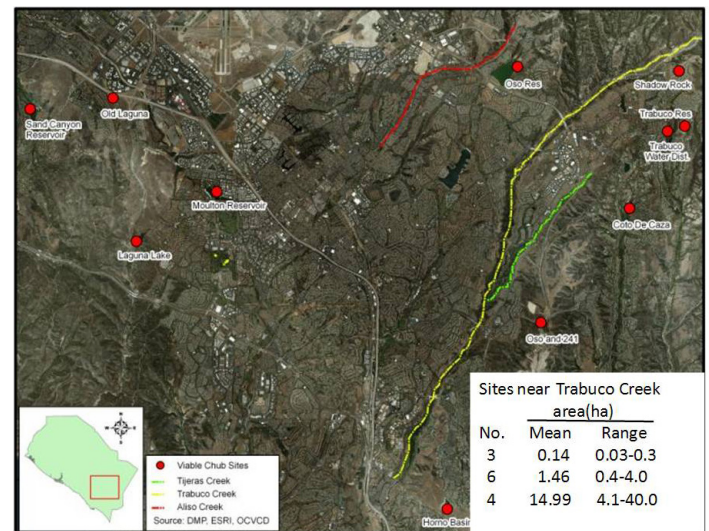 Oso Res
Shadow Rock
Old Laguna
Sand Canyon
Reservoir
Trabuco Res
Trabuco
Water Dist.
Moulton Reservoir
Coto De Caza
Laguna Lake
Oso and 241
Sites near Trabuco Creek
area(ha)
No. Mean Range
3 0.14 0.03-0.3
6 1.46 0.4-4.0
4 14.99 4.1-40.0
Viable Chub Sites
Tijeras Creek
Trabuco Creek
Aliso Creek
Source: DMP, ESRI, OCVCD
Horno Basin